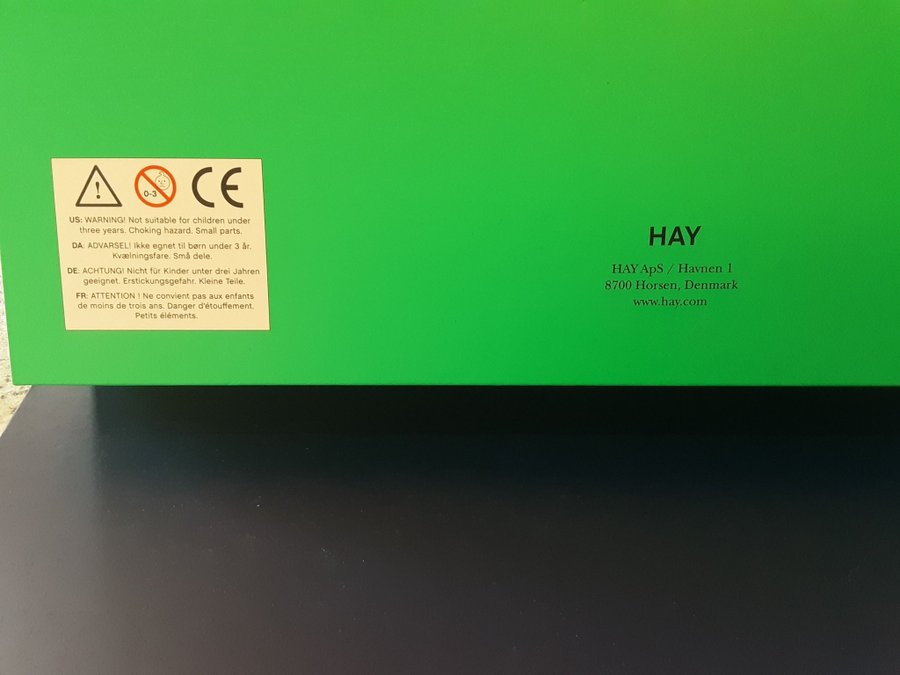 0-3
CE
US: WARNING! Not suitable for children under
three years. Choking hazard. Small parts.
DA: ADVARSEL! Ikke egnet til børn under 3 år.
Kvælningsfare. Små dele.
DE: ACHTUNG! Nicht für Kinder unter drei Jahren
geeignet. Erstickungsgefahr. Kleine Teile.
FR: ATTENTION ! Ne convient pas aux enfants
de moins de trois ans. Danger d'étouffement.
Petits éléments.
HAY
HAY ApS / Havnen 1
8700 Horsen, Denmark
www.hay.com